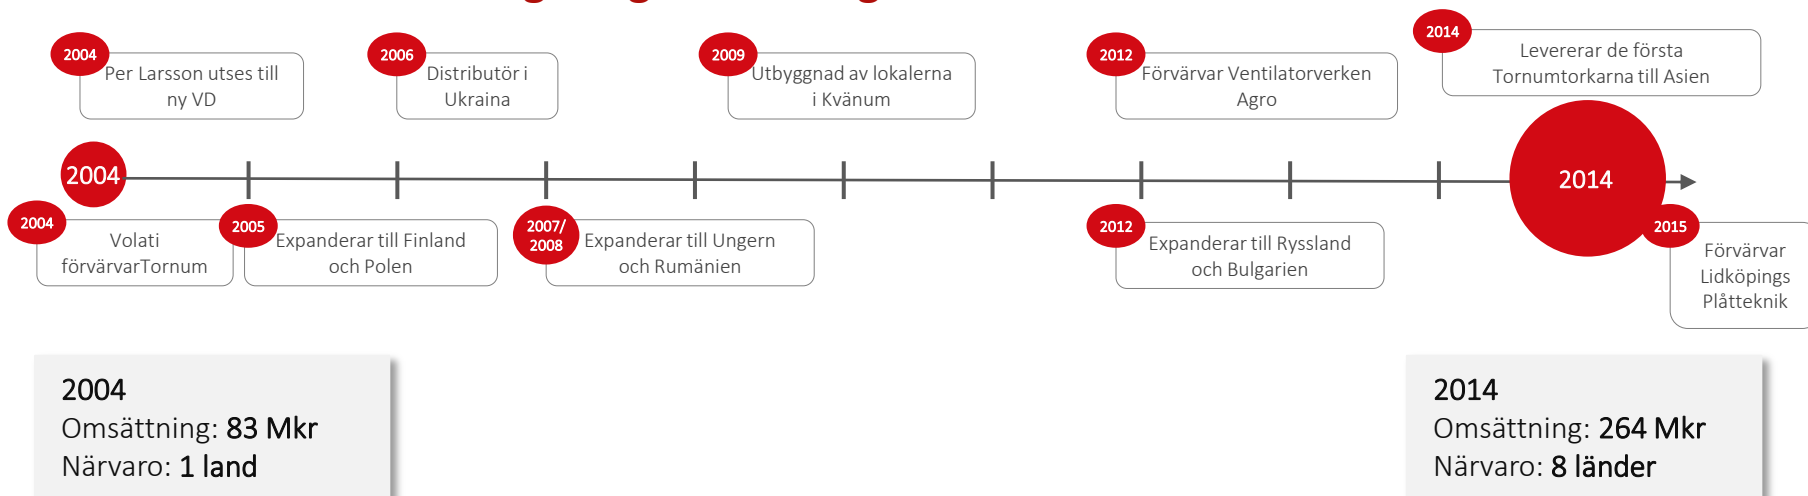 2004
Per Larsson utses till
ny VD
2006
Distributör i
Ukraina
2009
Utbyggnad av lokalerna
i Kvänum
2012
Förvärvar Ventilatorverken
Agro
2014
Levererar de första
Tornumtorkarna till Asien
2004
2014
2004
Volati
förvärvarTornum
2005
Expanderar till Finland
och Polen
2007/
2008
Expanderar till Ungern
och Rumänien
2012
Expanderar till Ryssland
och Bulgarien
2015
Förvärvar
Lidköpings
Plåtteknik
2004
Omsättning: 83 Mkr
Närvaro: 1 land
2014
Omsättning: 264 Mkr
Närvaro: 8 länder